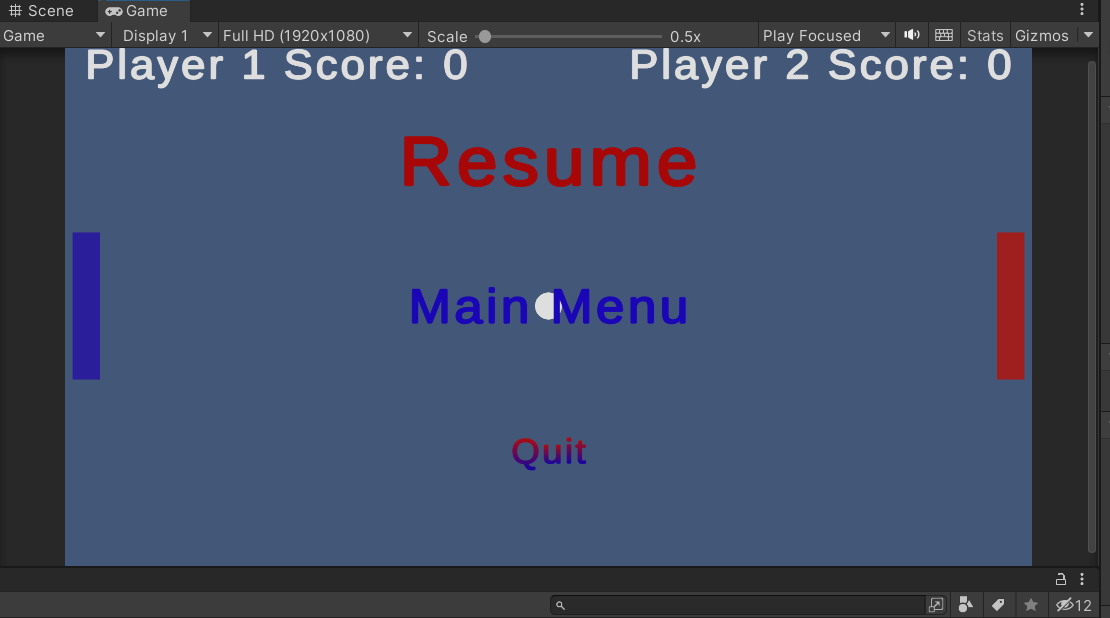 Scene Game
Game Display 1 Full HD (1920x1080) Scale 0.5x Play Focused Stats Gizmos
Player 1 Score: 0 Player 2 Score: 0
Resume
Main Menu
Quit
12